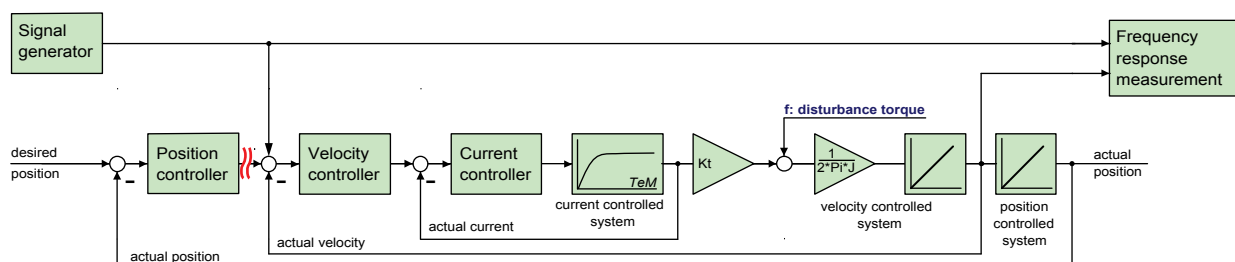 Signal
generator
Frequency
response
measurement
f: disturbance torque
desired
position
Position
controller
Velocity
controller
Current
controller
TeM
current controlled
system
Kt
1
2*Pi*J
velocity controlled
system
position
controlled
system
actual
position
actual current
actual velocity
actual position